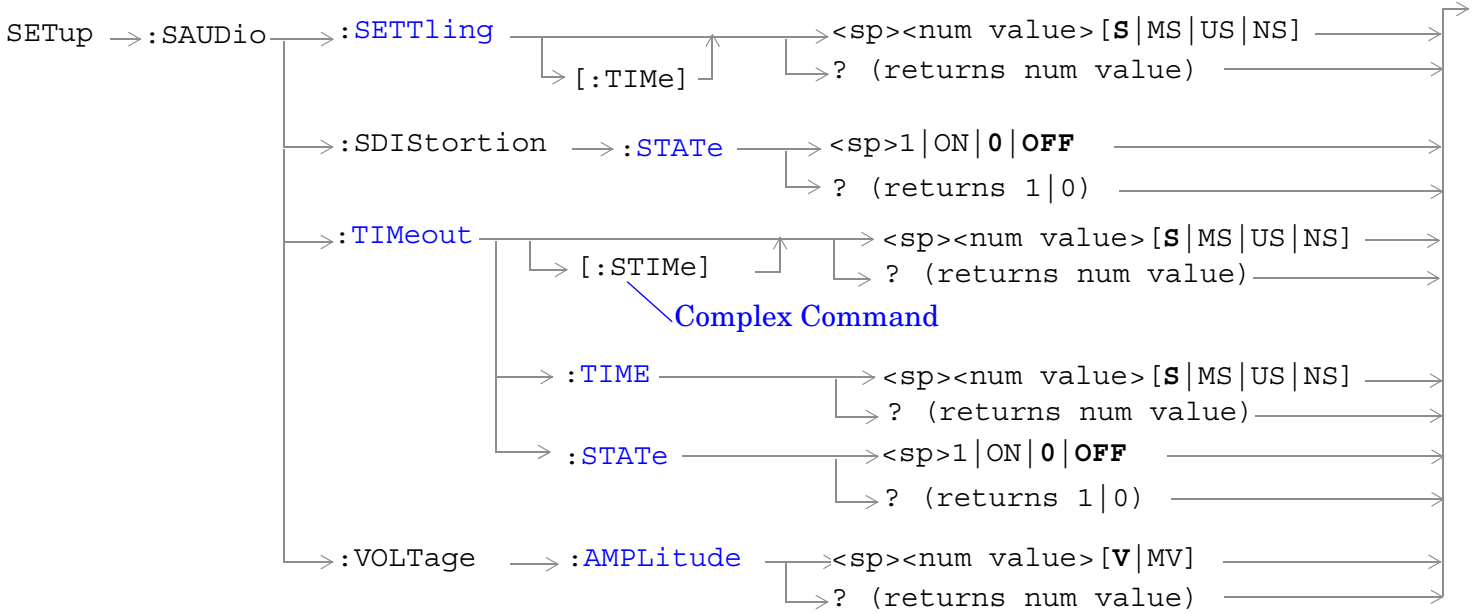 SETup :SAUDio :SETTling <sp><num value>[S|MS|US|NS]
[:TIMe] ? (returns num value)
:SDIStortion :STATe <sp>1|ON|0|OFF
? (returns 1|0)
:TIMeout <sp><num value>[S|MS|US|NS]
[:STIMe] ? (returns num value)
Complex Command
:TIME <sp><num value>[S|MS|US|NS]
? (returns num value)
:STATe <sp>1|ON|0|OFF
? (returns 1|0)
:VOLTage :AMPLitude <sp><num value>[V|MV]
? (returns num value)